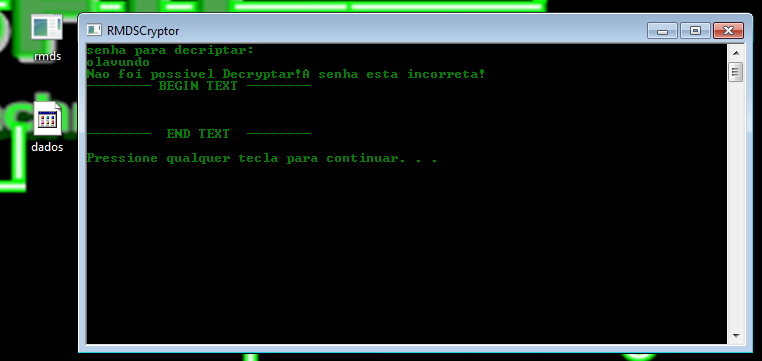 RMDSCryptor
rmds
dados
senha para decriptar:
olavundo
Nao foi possivel Decryptar!A senha esta incorreta!
-------- BEGIN TEXT --------
--------  END TEXT  --------
Pressione qualquer tecla para continuar. . .